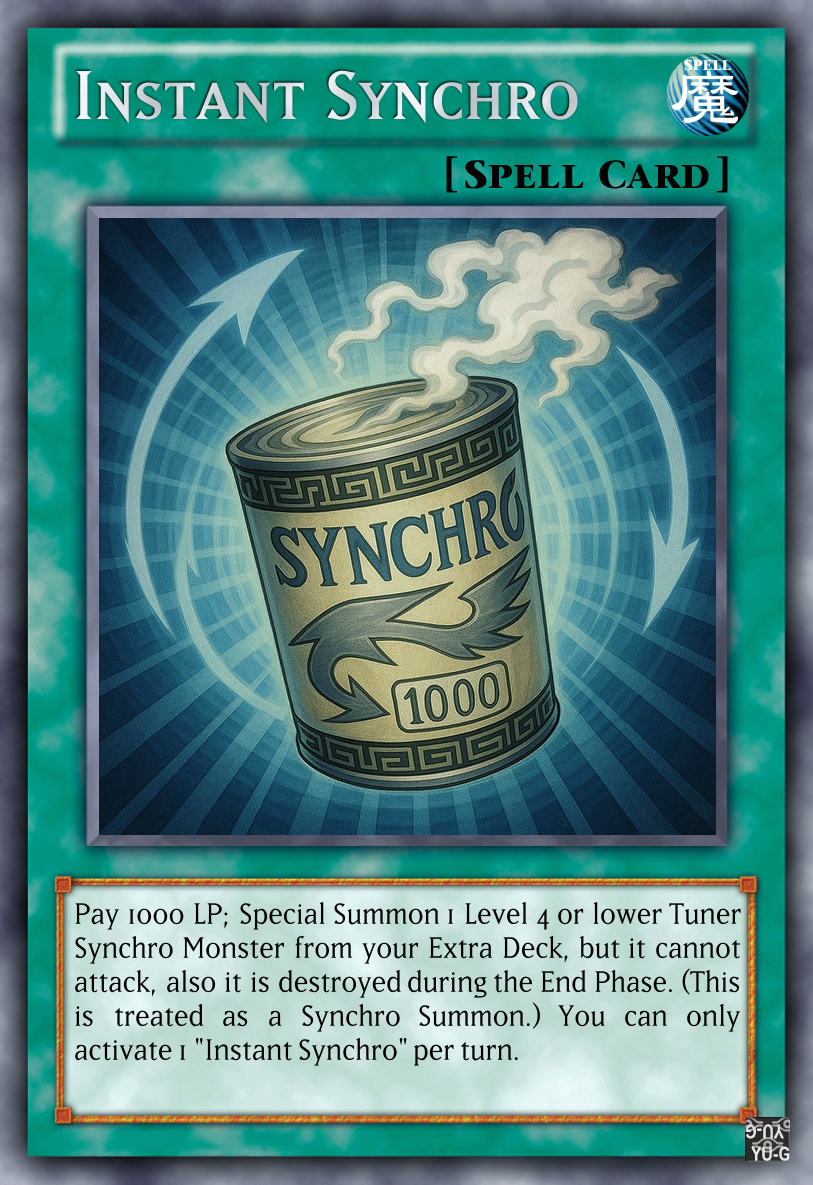 INSTANT SYNCHRO
SPELL
魔
[SPELL CARD]
SYNCHRO
1000
Pay 1000 LP; Special Summon 1 Level 4 or lower Tuner
Synchro Monster from your Extra Deck, but it cannot
attack, also it is destroyed during the End Phase. (This
is treated as a Synchro Summon.) You can only
activate 1 "Instant Synchro" per turn.
YU-G
YU-G